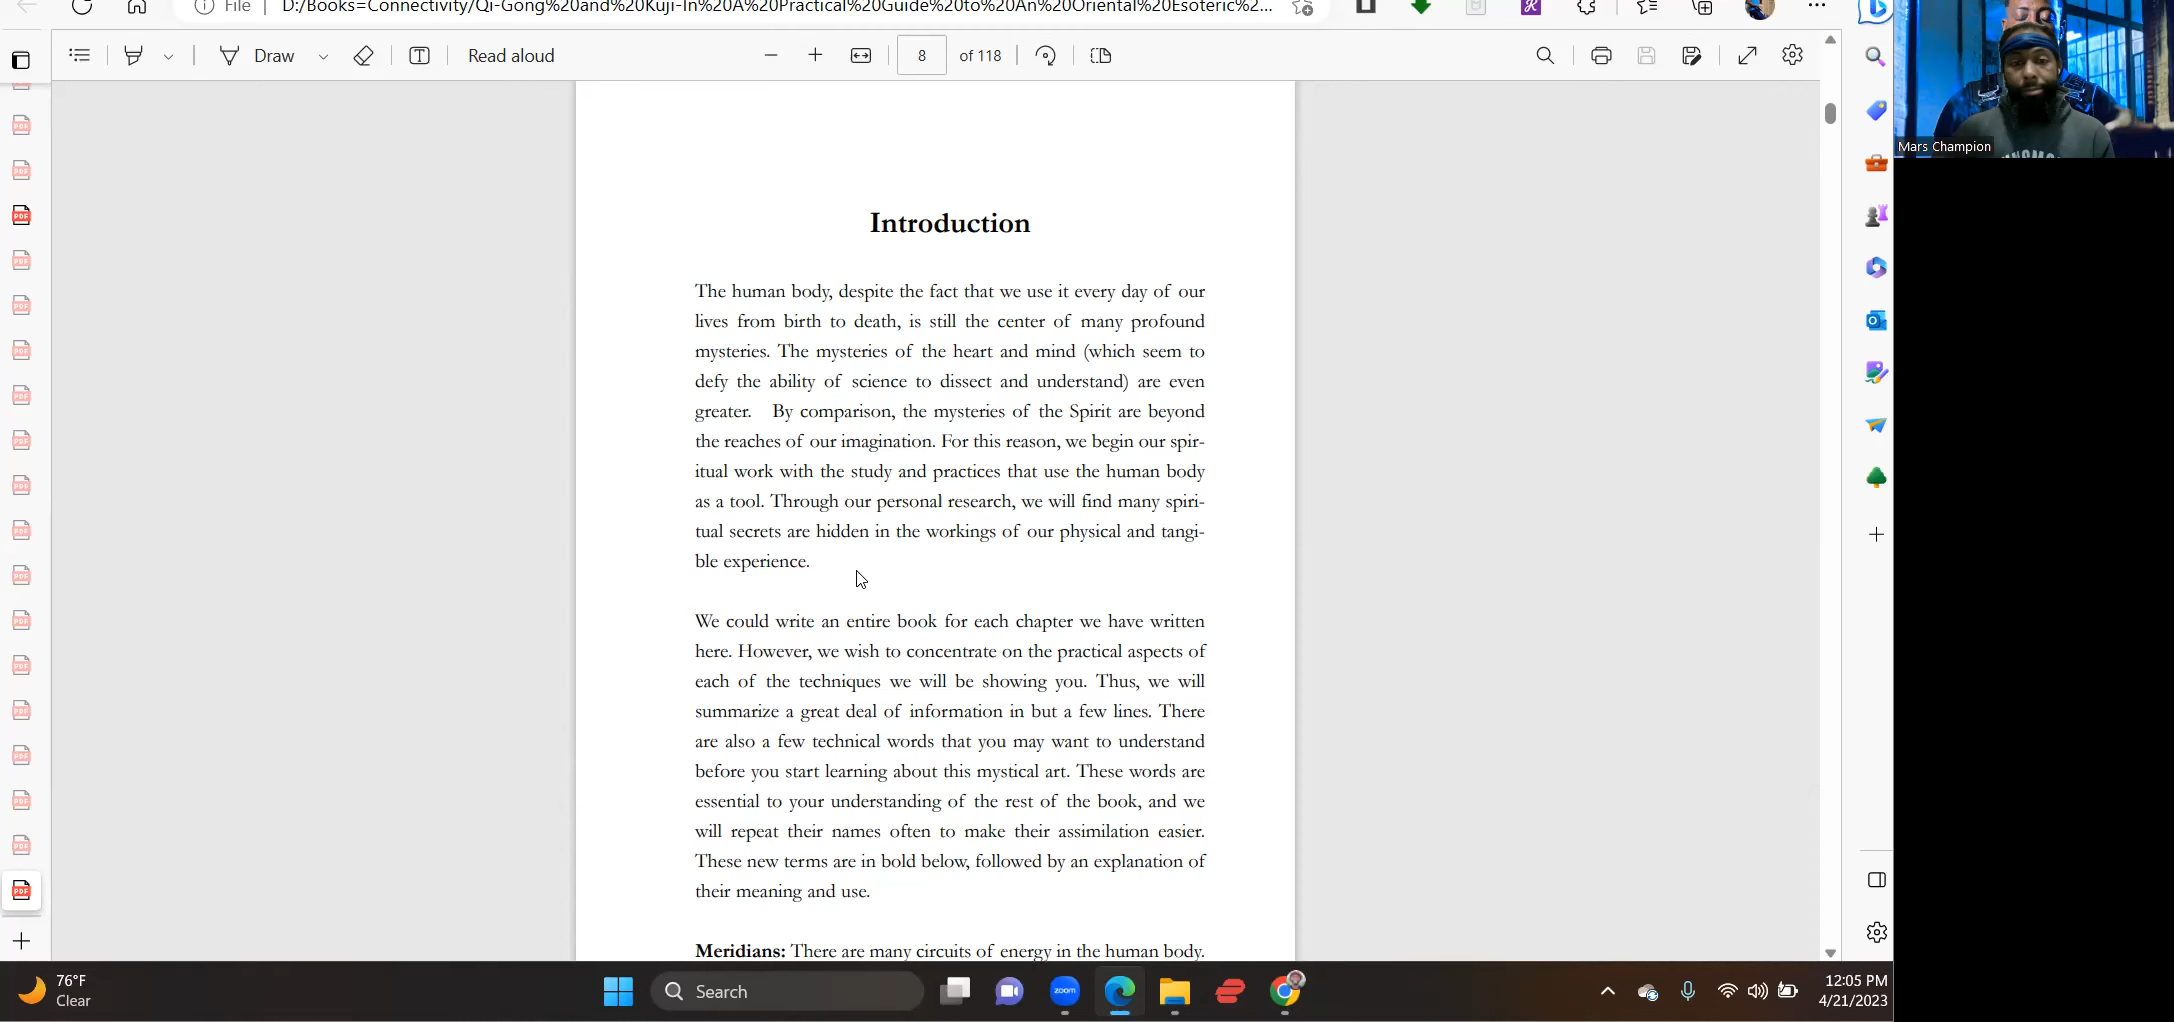 File
D:/Books=Connectivity/Qi-Gong%20and%20Kuji-In%20A%20Practical%20Guide%20to%20An%20Oriental%20Esoteric%2...
Draw
Read aloud
8 of 118
Introduction
The human body, despite the fact that we use it every day of our
lives from birth to death, is still the center of many profound
mysteries. The mysteries of the heart and mind (which seem to
defy the ability of science to dissect and understand) are even
greater. By comparison, the mysteries of the Spirit are beyond
the reaches of our imagination. For this reason, we begin our spir-
itual work with the study and practices that use the human body
as a tool. Through our personal research, we will find many spiri-
tual secrets are hidden in the workings of our physical and tangi-
ble experience.
We could write an entire book for each chapter we have written
here. However, we wish to concentrate on the practical aspects of
each of the techniques we will be showing you. Thus, we will
summarize a great deal of information in but a few lines. There
are also a few technical words that you may want to understand
before you start learning about this mystical art. These words are
essential to your understanding of the rest of the book, and we
will repeat their names often to make their assimilation easier.
These new terms are in bold below, followed by an explanation of
their meaning and use.
Meridians: There are many circuits of energy in the human body.
Mars Champion
76°F
Clear
Search
zoom
12:05 PM
4/21/2023